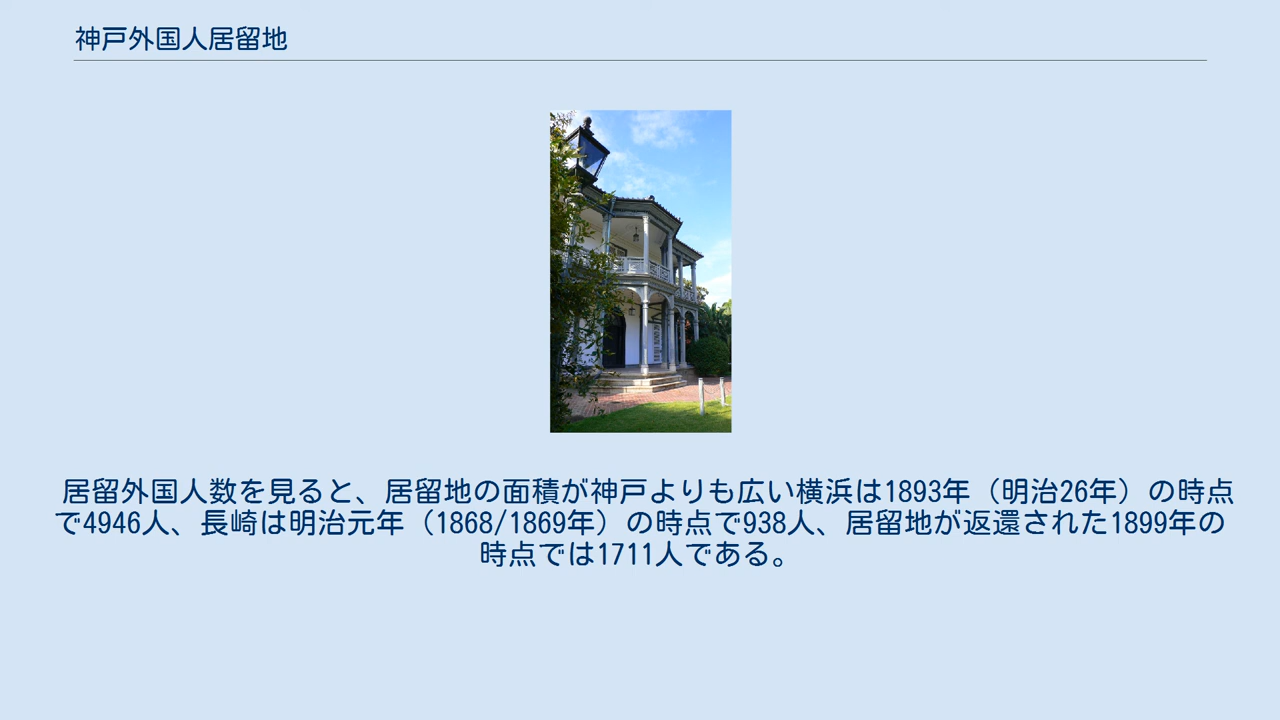 神戸外国人居留地
居留外国人数を見ると、居留地の面積が神戸よりも広い横浜は1893年（明治26年）の時点
で4946人、長崎は明治元年（1868/1869年）の時点で938人、居留地が返還された1899年の
時点では1711人である。